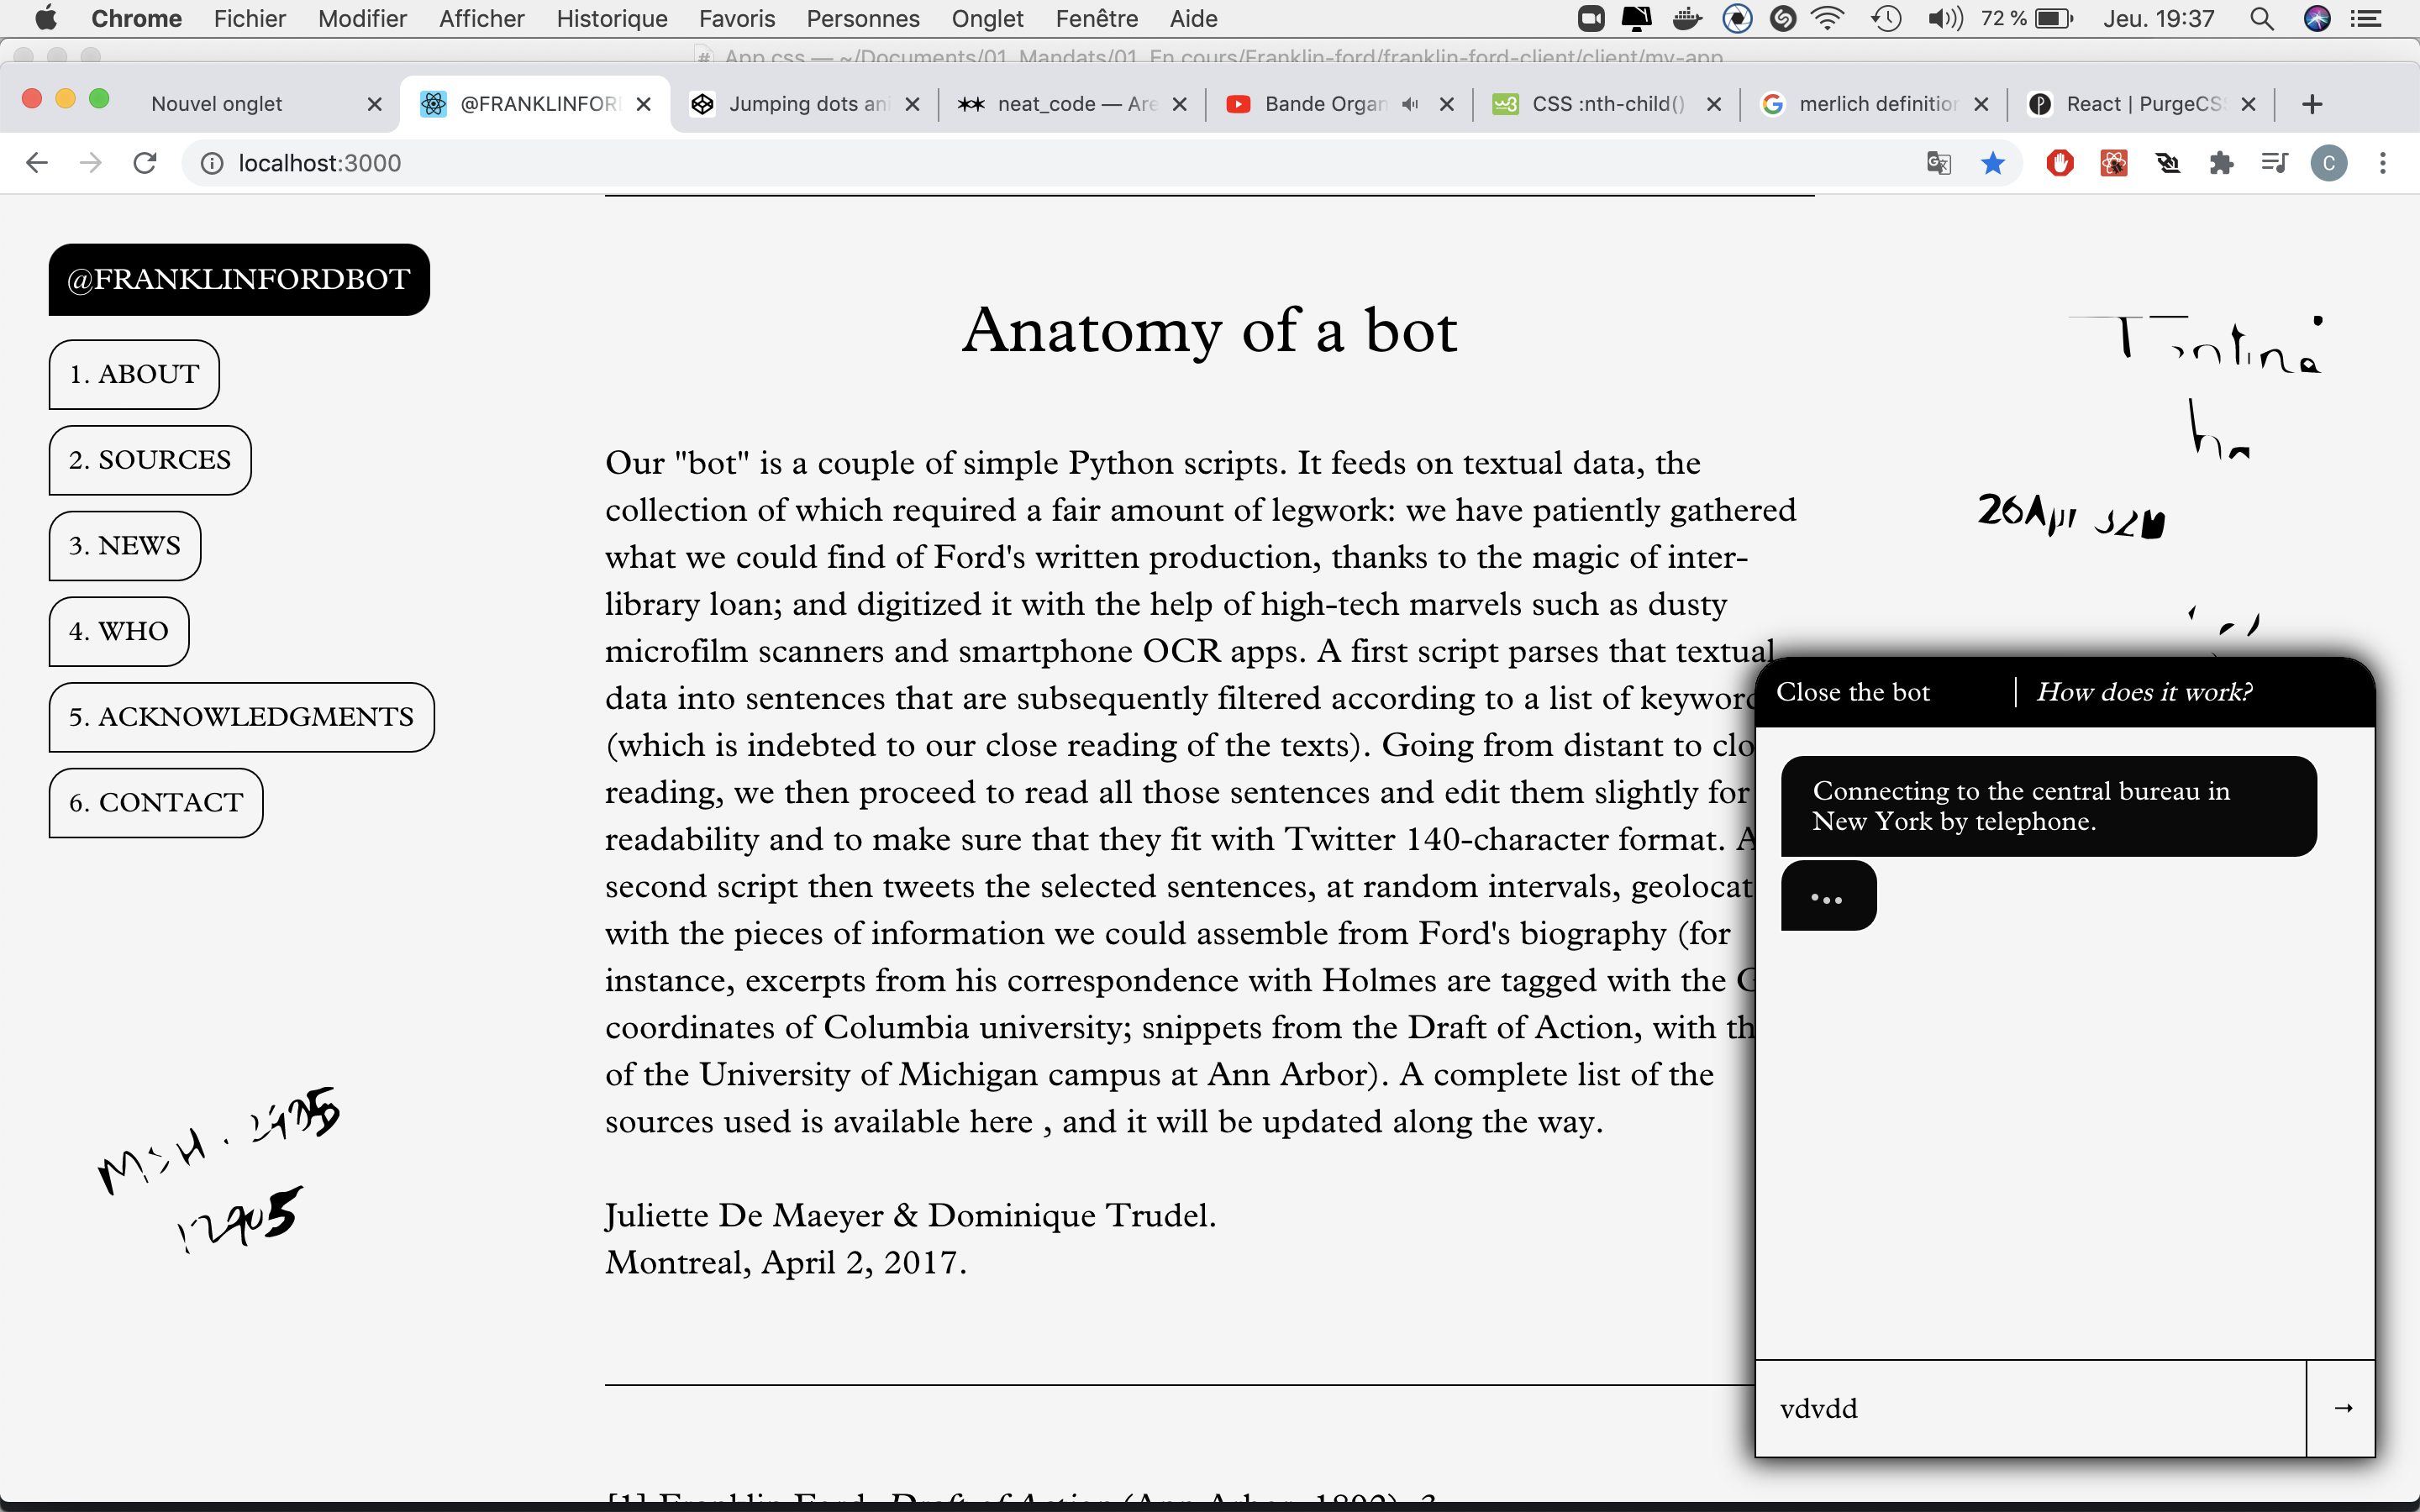 Chrome Fichier Modifier Afficher Historique Favoris Personnes Onglet Fenêtre Aide 72 % Jeu. 19:37
App.css — ~/Documents/01_Mandats/01_En cours/Franklin-ford/franklin-ford-client/client/my-app
Nouvel onglet @FRANKLINFOR Jumping dots ani neat_code — Are Bande Organ CSS :nth-child() merlich definition React | PurgeCSS
localhost:3000
@FRANKLINFORDBOT
1. ABOUT
2. SOURCES
3. NEWS
4. WHO
5. ACKNOWLEDGMENTS
6. CONTACT
Anatomy of a bot
Our "bot" is a couple of simple Python scripts. It feeds on textual data, the
collection of which required a fair amount of legwork: we have patiently gathered
what we could find of Ford's written production, thanks to the magic of inter-
library loan; and digitized it with the help of high-tech marvels such as dusty
microfilm scanners and smartphone OCR apps. A first script parses that textual
data into sentences that are subsequently filtered according to a list of keyword
(which is indebted to our close reading of the texts). Going from distant to clo
reading, we then proceed to read all those sentences and edit them slightly for
readability and to make sure that they fit with Twitter 140-character format. A
second script then tweets the selected sentences, at random intervals, geolocat
with the pieces of information we could assemble from Ford's biography (for
instance, excerpts from his correspondence with Holmes are tagged with the G
coordinates of Columbia university; snippets from the Draft of Action, with th
of the University of Michigan campus at Ann Arbor). A complete list of the
sources used is available here , and it will be updated along the way.
Juliette De Maeyer & Dominique Trudel.
Montreal, April 2, 2017.
[1] Franklin Ford, Draft of Action (Ann Arbor, 1892), 3.
Close the bot How does it work?
Connecting to the central bureau in
New York by telephone.
•••
vdvdd →